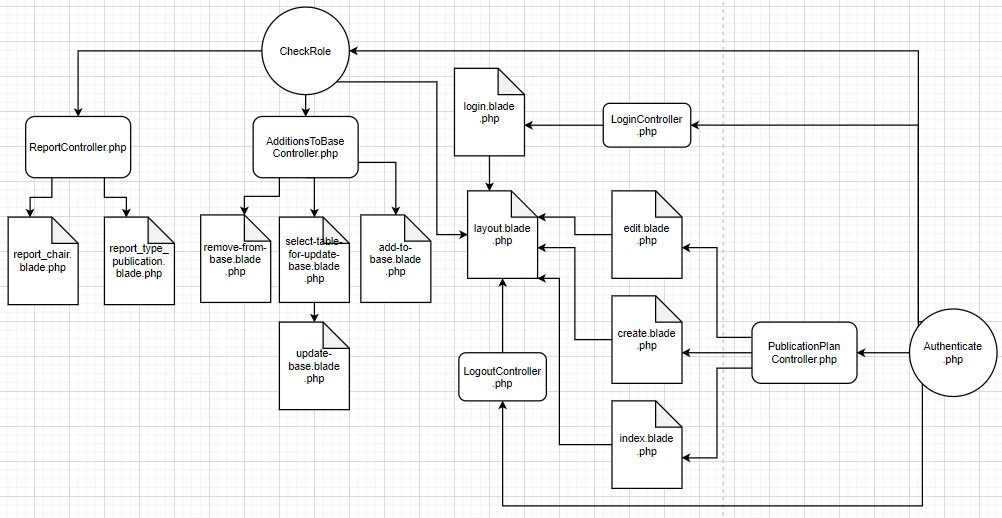 CheckRole
login.blade
.php
LoginController
.php
ReportController.php
AdditionsToBase
Controller.php
report_chair.
blade.php
report_type_
publication.
blade.php
remove-from-
base.blade
.php
select-table-
for-update-
base.blade
.php
add-to-
base.blade
.php
layout.blade
.php
edit.blade
.php
update-
base.blade
.php
LogoutController
.php
create.blade
.php
PublicationPlan
Controller.php
Authenticate
.php
index.blade
.php